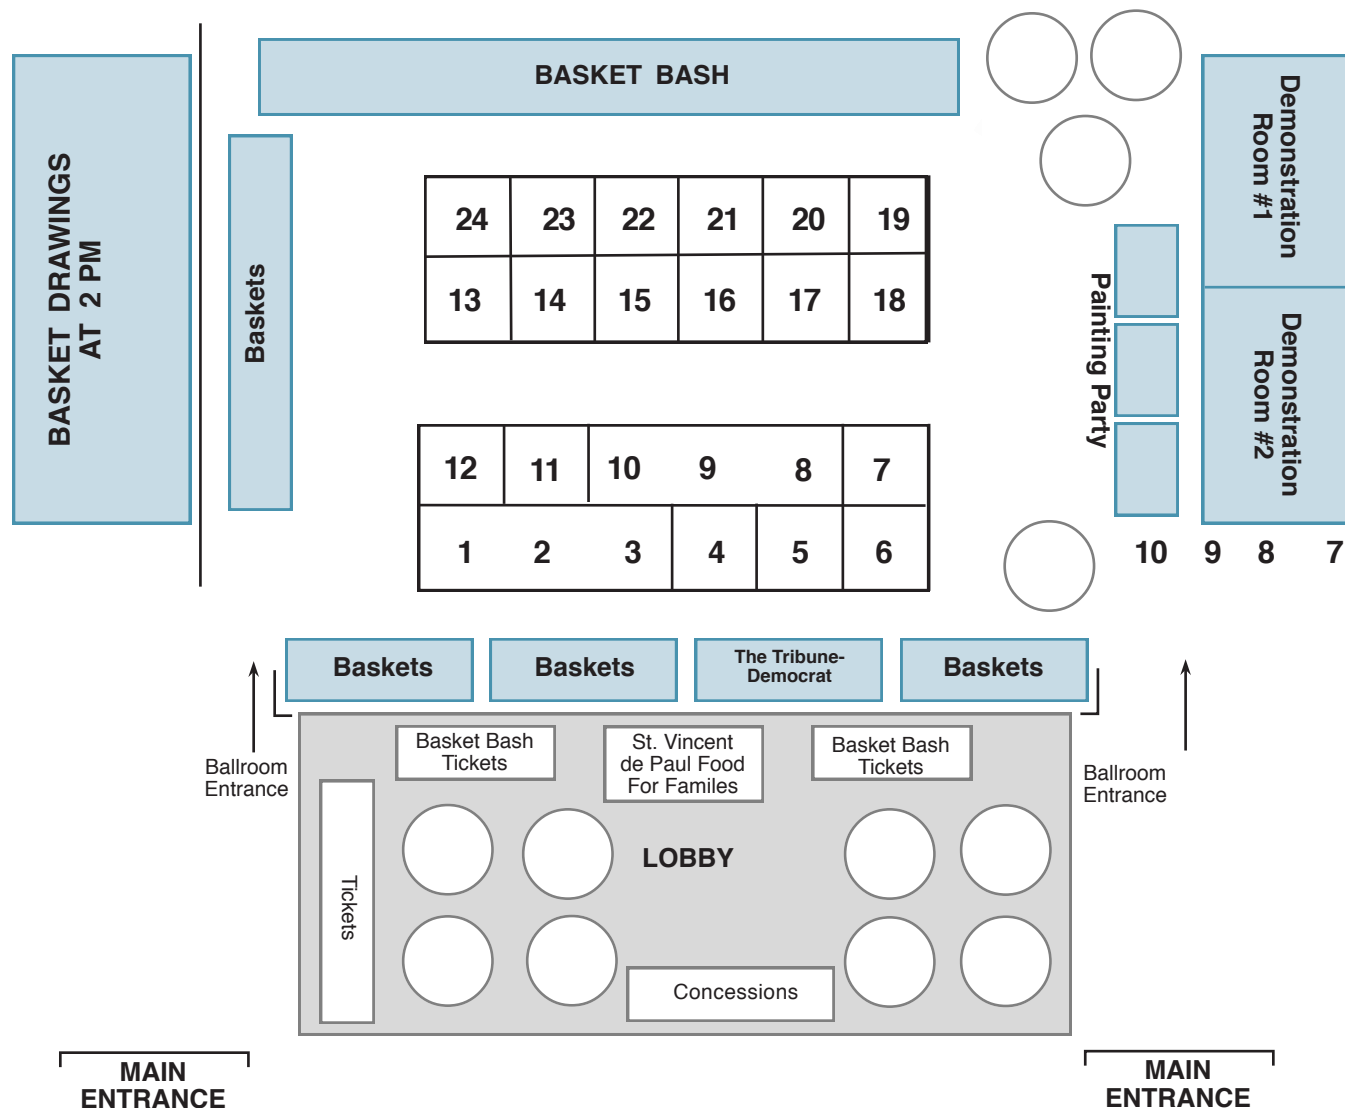 BASKET BASH
BASKET DRAWINGS
AT 2 PM
Baskets
24 23 22 21 20 19
13 14 15 16 17 18
12 11 10 9 8 7
1 2 3 4 5 6
Demonstration
Room #1
Demonstration
Room #2
Painting Party
10 9 8 7
Baskets
Baskets
The Tribune-
Democrat
Baskets
Ballroom
Entrance
Basket Bash
Tickets
St. Vincent
de Paul Food
For Familes
Basket Bash
Tickets
Ballroom
Entrance
Tickets
LOBBY
Concessions
MAIN
ENTRANCE
MAIN
ENTRANCE